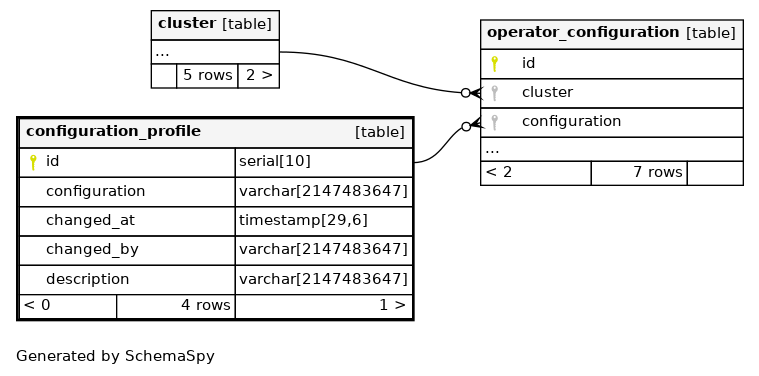 cluster [table]
...
5 rows 2 >
operator_configuration [table]
id
cluster
configuration
...
< 2 7 rows
configuration_profile [table]
id serial[10]
configuration varchar[2147483647]
changed_at timestamp[29,6]
changed_by varchar[2147483647]
description varchar[2147483647]
< 0 4 rows 1 >
Generated by SchemaSpy